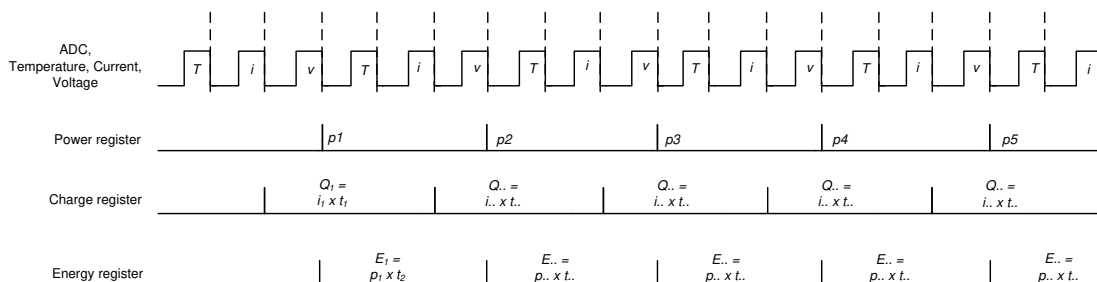 ADC,
Temperature, Current,
Voltage
T i v T i v T i v T i v T i v T i
Power register
p1 p2 p3 p4 p5
Charge register
Q1 = Q.. = Q.. = Q.. = Q.. =
i1 x t1 i.. x t.. i.. x t.. i.. x t.. i.. x t..
Energy register
E1 = E.. = E.. = E.. = E.. =
p1 x t2 p.. x t.. p.. x t.. p.. x t.. p.. x t..